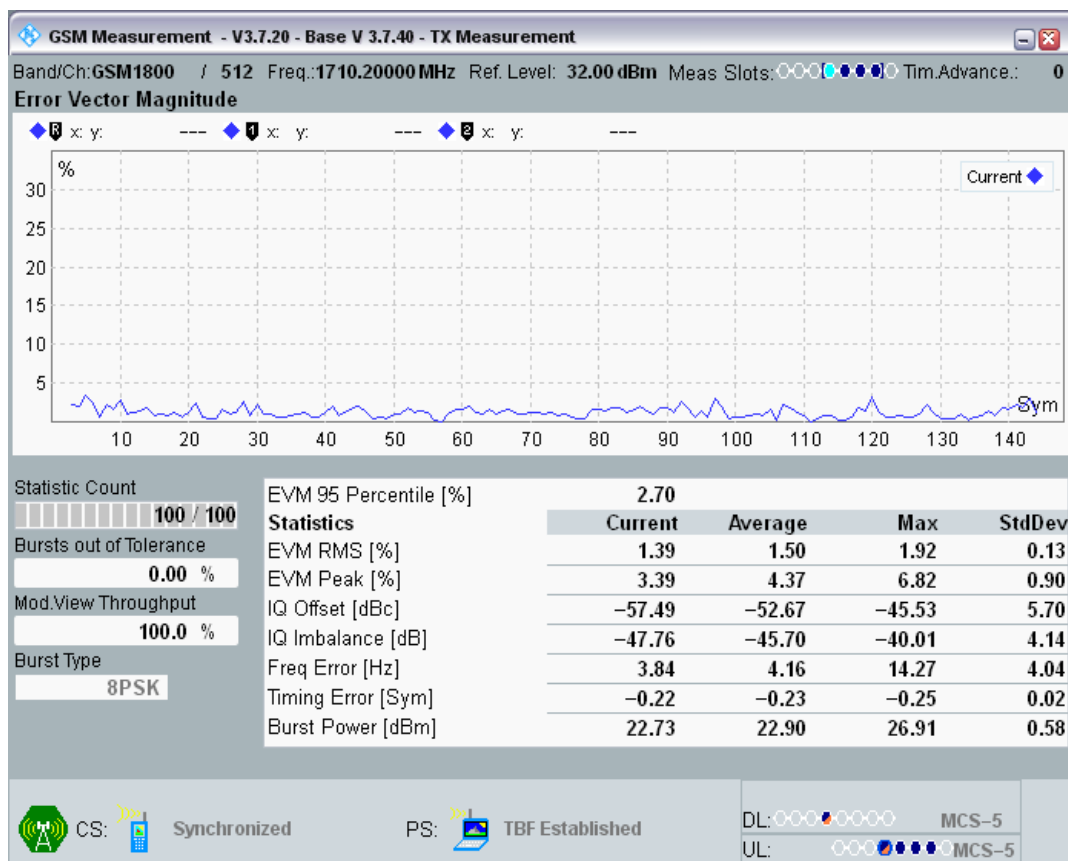 GSM Measurement - V3.7.20 - Base V 3.7.40 - TX Measurement
Band/Ch:GSM1800 / 512 Freq.:1710.20000 MHz Ref. Level: 32.00 dBm Meas Slots: Tim.Advance.: 0
Error Vector Magnitude
R x: y: --- 1 x: y: --- 2 x: y: ---
%
Current
30
25
20
15
10
5
Sym
10 20 30 40 50 60 70 80 90 100 110 120 130 140
Statistic Count
100 / 100
Bursts out of Tolerance
0.00 %
Mod.View Throughput
100.0 %
Burst Type
8PSK
EVM 95 Percentile [%] 2.70
Statistics Current Average Max StdDev
EVM RMS [%] 1.39 1.50 1.92 0.13
EVM Peak [%] 3.39 4.37 6.82 0.90
IQ Offset [dBc] −57.49 −52.67 −45.53 5.70
IQ Imbalance [dB] −47.76 −45.70 −40.01 4.14
Freq Error [Hz] 3.84 4.16 14.27 4.04
Timing Error [Sym] −0.22 −0.23 −0.25 0.02
Burst Power [dBm] 22.73 22.90 26.91 0.58
CS: Synchronized PS: TBF Established
DL: MCS−5
UL: MCS−5